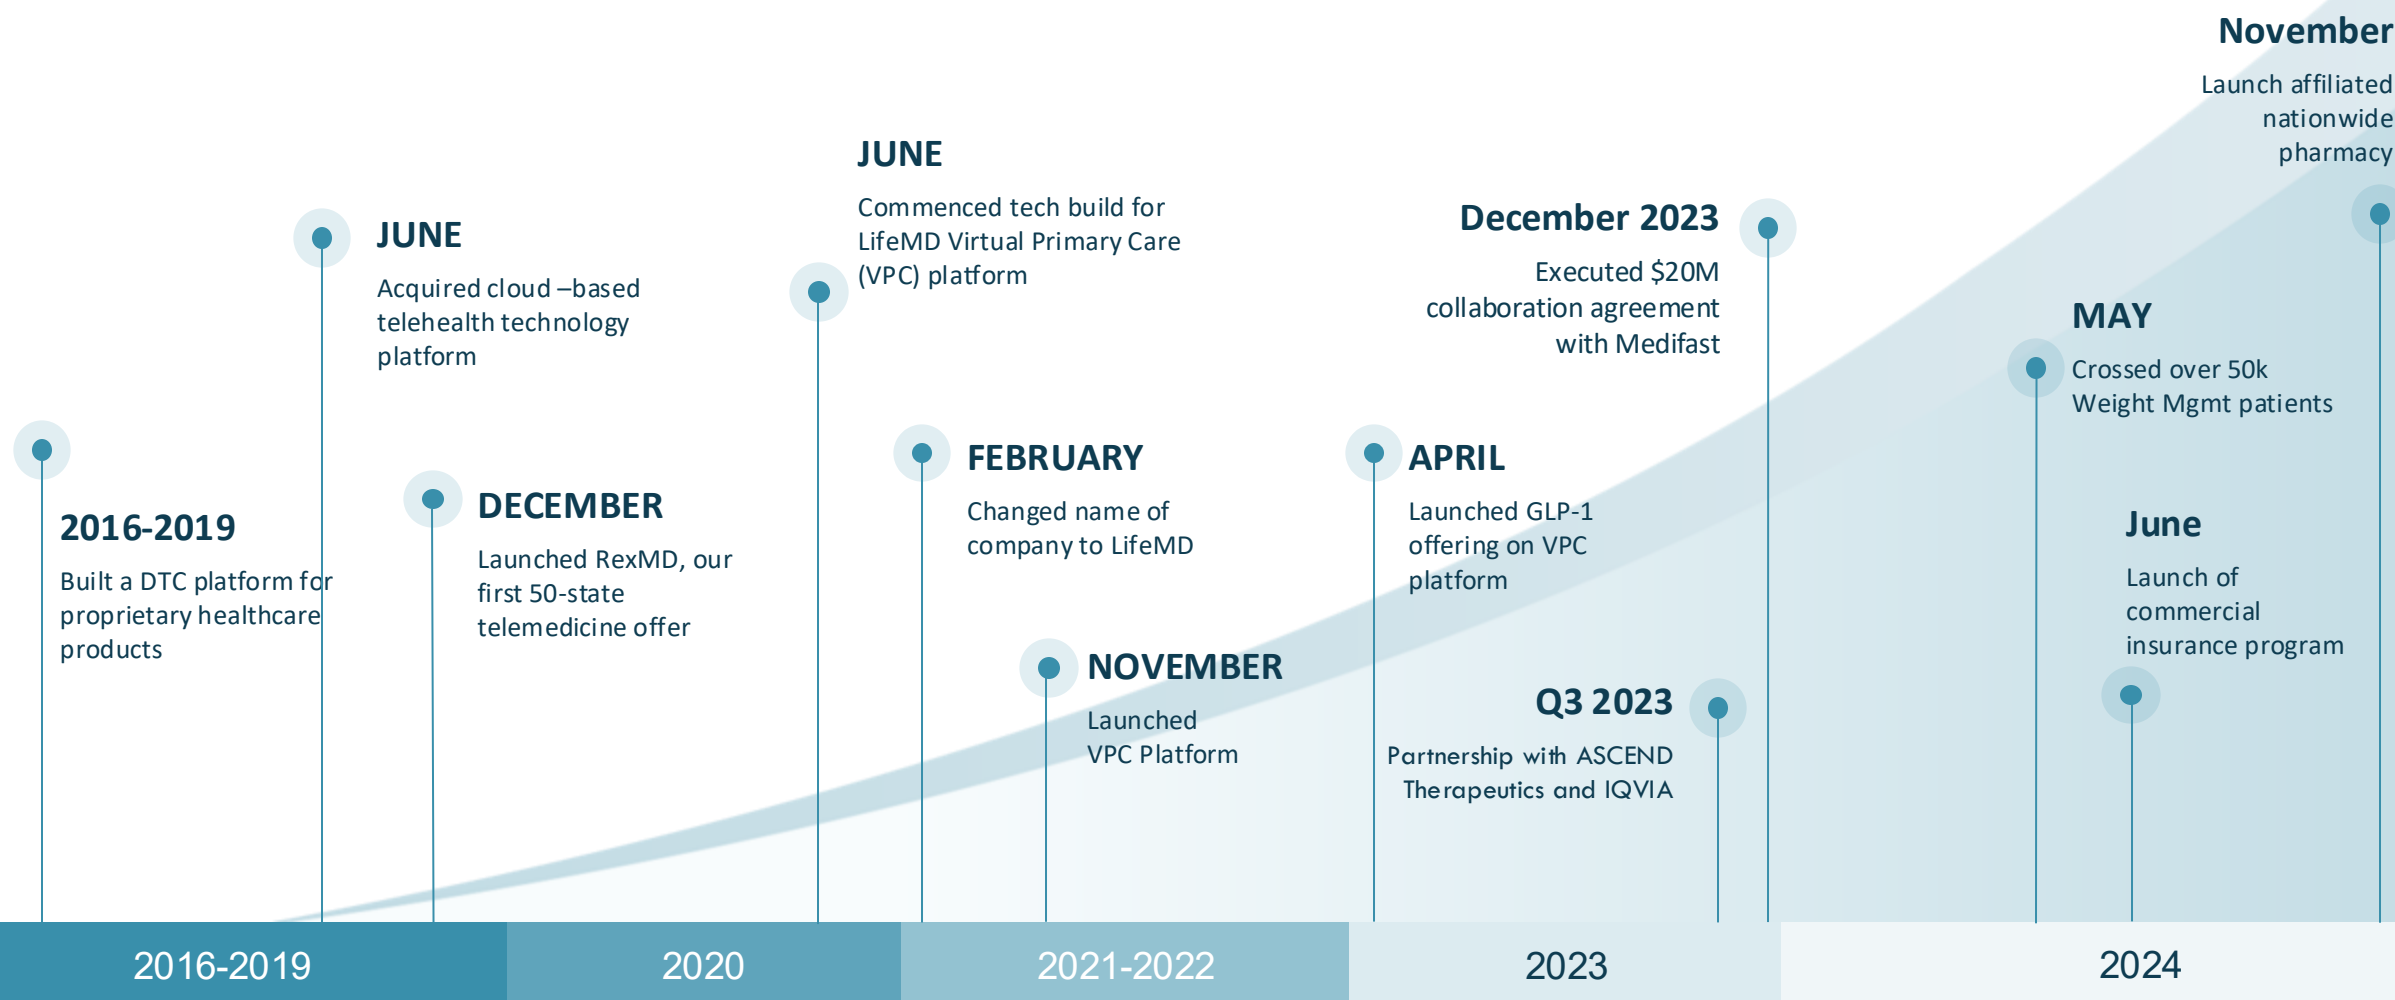 2016-2019
Built a DTC platform for
proprietary healthcare
products
JUNE
Acquired cloud –based
telehealth technology
platform
DECEMBER
Launched RexMD, our
first 50-state
telemedicine offer
JUNE
Commenced tech build for
LifeMD Virtual Primary Care
(VPC) platform
FEBRUARY
Changed name of
company to LifeMD
NOVEMBER
Launched
VPC Platform
APRIL
Launched GLP-1
offering on VPC
platform
Q3 2023
Partnership with ASCEND
Therapeutics and IQVIA
December 2023
Executed $20M
collaboration agreement
with Medifast
MAY
Crossed over 50k
Weight Mgmt patients
June
Launch of
commercial
insurance program
November
Launch affiliated
nationwide
pharmacy
2016-2019
2020
2021-2022
2023
2024